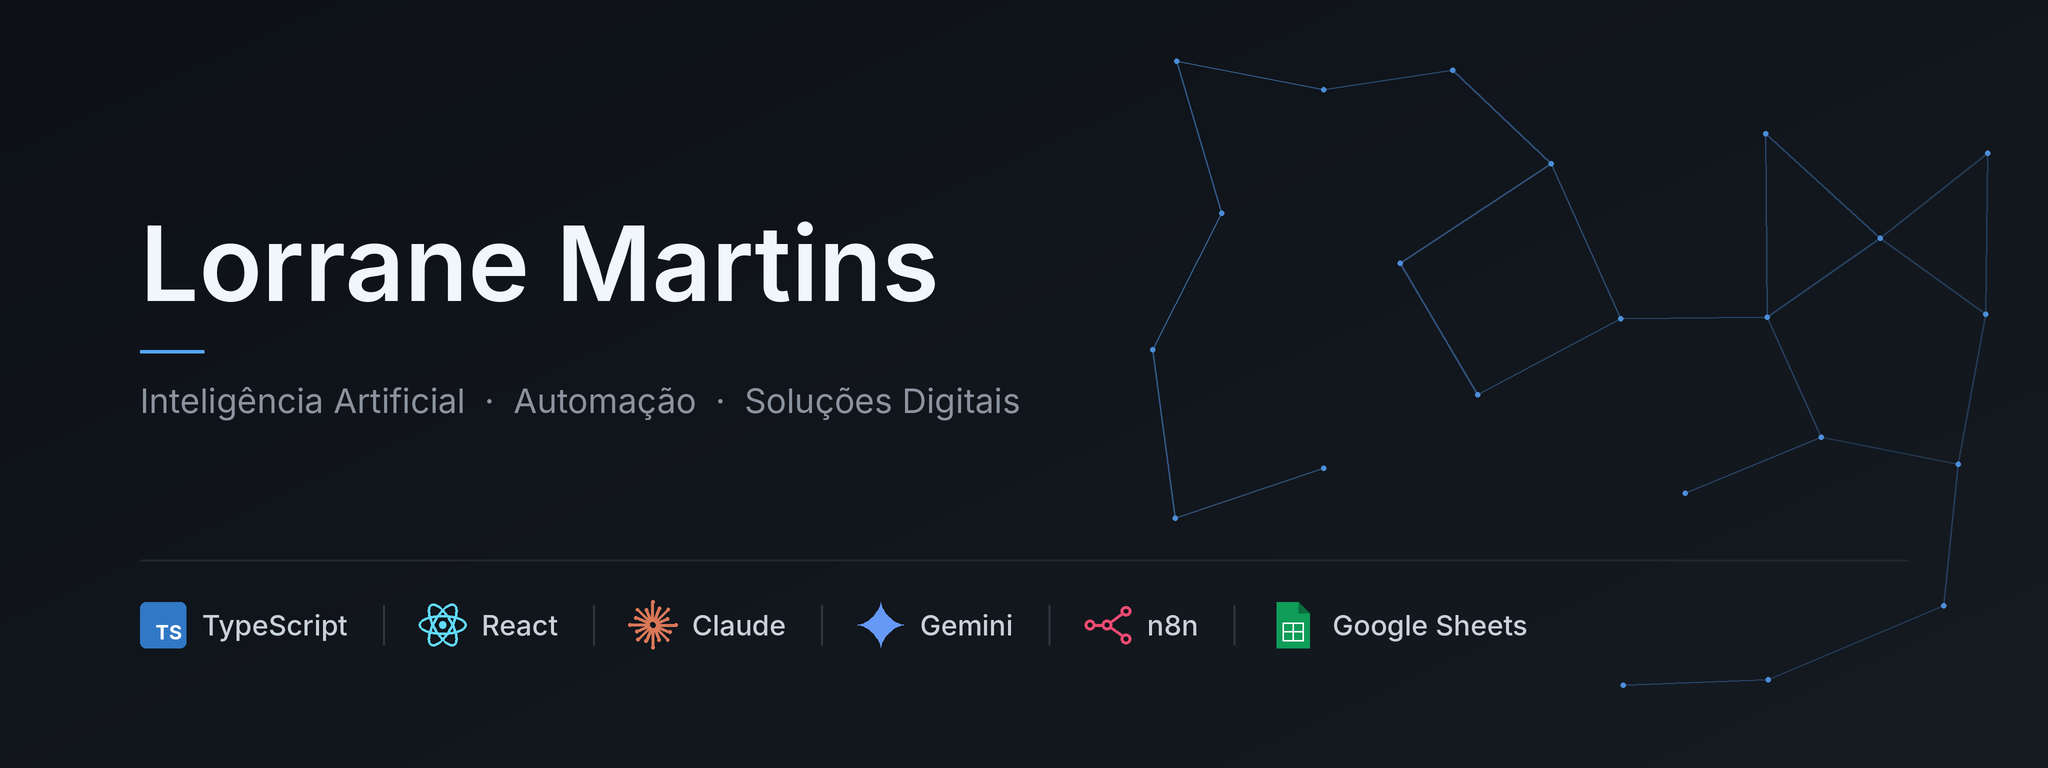 Lorrane Martins
Inteligência Artificial · Automação · Soluções Digitais
TS TypeScript React Claude Gemini n8n Google Sheets